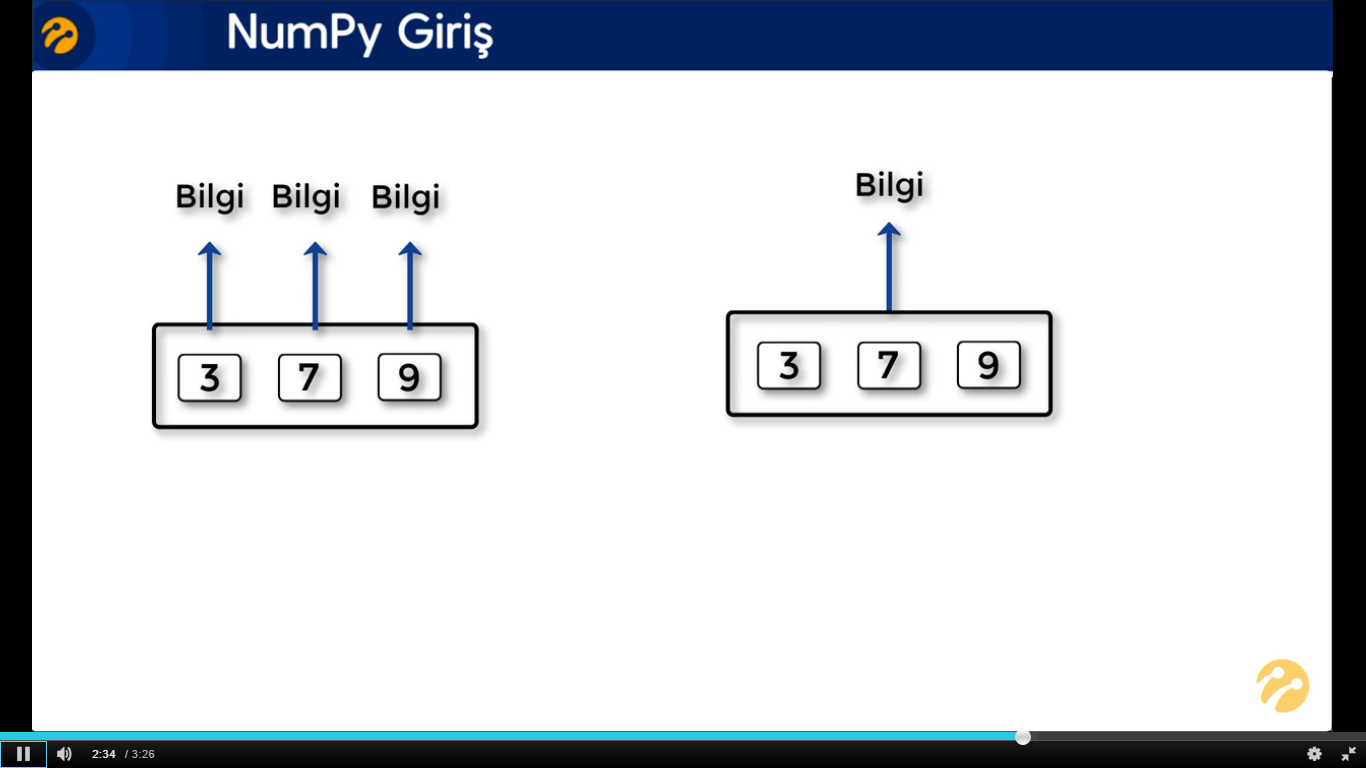 NumPy Giriş
Bilgi Bilgi Bilgi
3 7 9
Bilgi
3 7 9
2:34 / 3:26